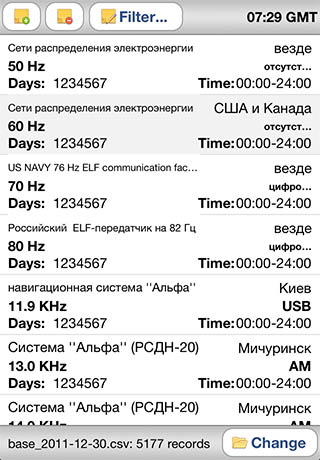 Filter... 07:29 GMT
Сети распределения электроэнергии везде
50 Hz отсутст...
Days: 1234567 Time:00:00-24:00
Сети распределения электроэнергии США и Канада
60 Hz отсутст...
Days: 1234567 Time:00:00-24:00
US NAVY 76 Hz ELF communication fac... везде
70 Hz цифро...
Days: 1234567 Time:00:00-24:00
Российский ELF-передатчик на 82 Гц везде
80 Hz цифро...
Days: 1234567 Time:00:00-24:00
навигационная система ''Альфа'' Киев
11.9 KHz USB
Days: 1234567 Time:00:00-24:00
Система ''Альфа'' (РСДН-20) Мичуринск
13.0 KHz AM
Days: 1234567 Time:00:00-24:00
Система ''Альфа'' (РСДН-20) Мичуринск
14.0 KHz AM
base_2011-12-30.csv: 5177 records Change